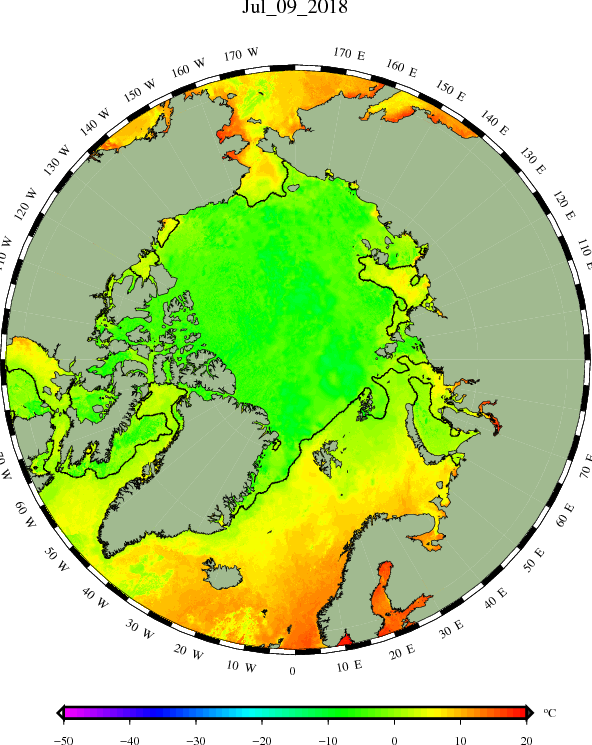 Jul_09_2018
170 W
170 E
160 W
160 E
150 W
150 E
140 W
140 E
130 W
130 E
120 W
120 E
110 E
70 E
60 W
60 E
50 W
50 E
40 W
40 E
30 W
30 E
20 W
20 E
10 W
10 E
0
°C
−50 −40 −30 −20 −10 0 10 20